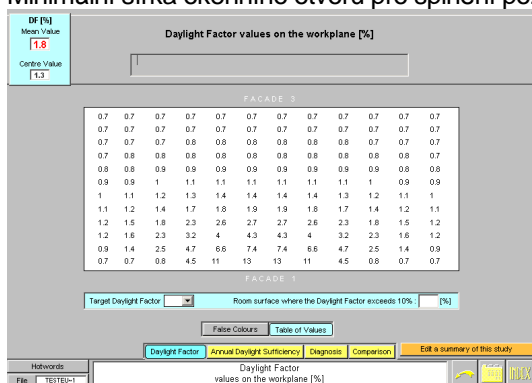 Minimální šířka okenního otvoru pro splnění po
DF [%]
Mean Value
1.8
Centre Value
1.3
Daylight Factor values on the workplane [%]
FACADE 3
0.7 0.7 0.7 0.7 0.7 0.7 0.7 0.7 0.7 0.7 0.7
0.7 0.7 0.7 0.7 0.7 0.7 0.7 0.7 0.7 0.7 0.7
0.7 0.7 0.7 0.8 0.8 0.8 0.8 0.8 0.7 0.7 0.7
0.7 0.8 0.8 0.8 0.8 0.8 0.8 0.8 0.8 0.8 0.7
0.8 0.8 0.9 0.9 0.9 0.9 0.9 0.9 0.9 0.8 0.8
0.9 0.9 1 1.1 1.1 1.1 1.1 1.1 1 0.9 0.9
1 1.1 1.2 1.3 1.4 1.4 1.4 1.3 1.2 1.1 1
1.1 1.2 1.4 1.7 1.8 1.9 1.9 1.8 1.7 1.4 1.2 1.1
1.2 1.5 1.8 2.3 2.6 2.7 2.7 2.6 2.3 1.8 1.5 1.2
1.2 1.6 2.3 3.2 4 4.3 4.3 4 3.2 2.3 1.6 1.2
0.9 1.4 2.5 4.7 6.6 7.4 7.4 6.6 4.7 2.5 1.4 0.9
0.7 0.7 0.8 4.5 11 13 13 11 4.5 0.8 0.7 0.7
FACADE 1
Target Daylight Factor Room surface where the Daylight Factor exceeds 10% : [%]
False Colours Table of Values
Daylight Factor Annual Daylight Sufficiency Diagnosis Comparison Edit a summary of this study
Hotwords Daylight Factor
File TESTEU~1 values on the workplane [%]